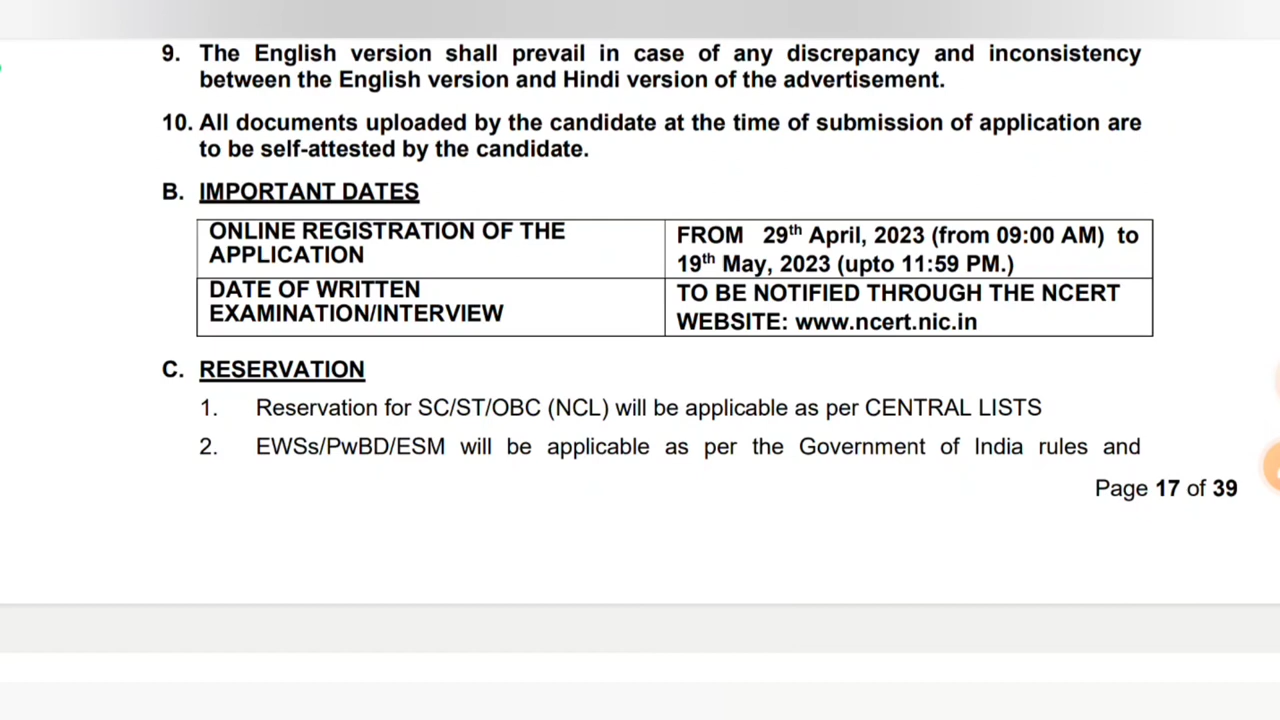 9. The English version shall prevail in case of any discrepancy and inconsistency
between the English version and Hindi version of the advertisement.
10. All documents uploaded by the candidate at the time of submission of application are
to be self-attested by the candidate.
B. IMPORTANT DATES
ONLINE REGISTRATION OF THE
APPLICATION
FROM 29th April, 2023 (from 09:00 AM) to
19th May, 2023 (upto 11:59 PM.)
DATE OF WRITTEN
EXAMINATION/INTERVIEW
TO BE NOTIFIED THROUGH THE NCERT
WEBSITE: www.ncert.nic.in
C. RESERVATION
1. Reservation for SC/ST/OBC (NCL) will be applicable as per CENTRAL LISTS
2. EWSs/PwBD/ESM will be applicable as per the Government of India rules and
Page 17 of 39